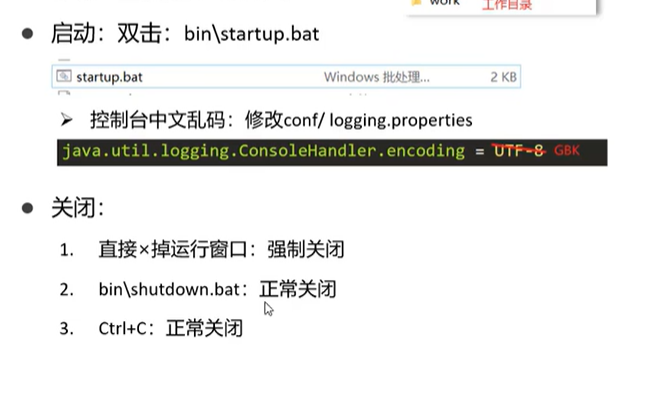 work
工作目录
● 启动：双击：bin\startup.bat
startup.bat Windows 批处理... 2 KB
➢ 控制台中文乱码：修改conf/ logging.properties
java.util.logging.ConsoleHandler.encoding = UTF-8 GBK
● 关闭：
1. 直接×掉运行窗口：强制关闭
2. bin\shutdown.bat：正常关闭
3. Ctrl+C：正常关闭